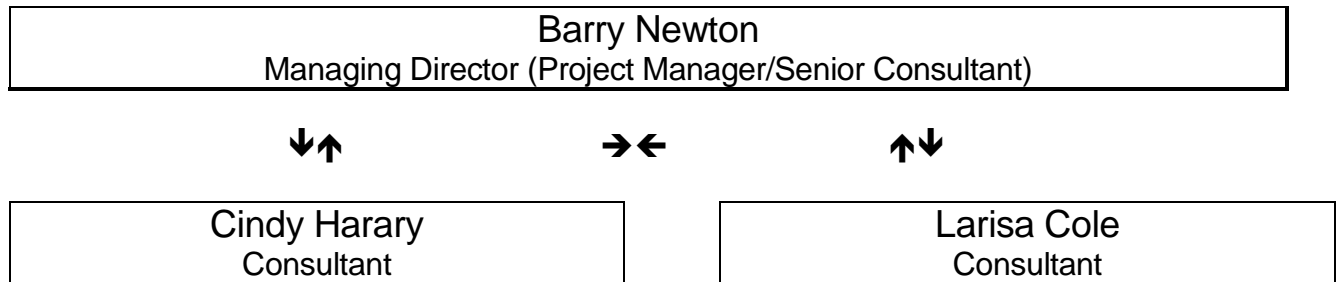 Barry Newton
Managing Director (Project Manager/Senior Consultant)
↓↑ →← ↑↓
Cindy Harary
Consultant
Larisa Cole
Consultant